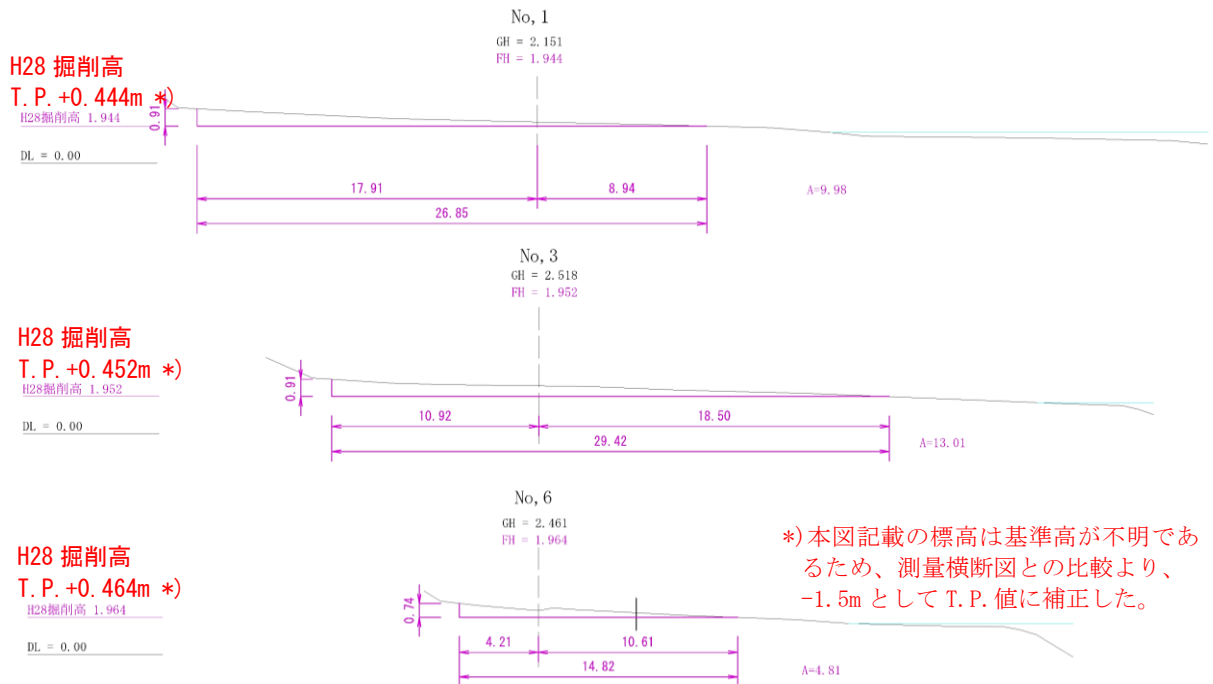 No, 1
GH = 2.151
FH = 1.944
H28 掘削高
T.P.+0.444m *)
H28掘削高 1.944
0.91
DL = 0.00
17.91
8.94
A=9.98
26.85
No, 3
GH = 2.518
FH = 1.952
H28 掘削高
T.P.+0.452m *)
H28掘削高 1.952
0.91
DL = 0.00
10.92
18.50
29.42
A=13.01
No, 6
GH = 2.461
FH = 1.964
*)本図記載の標高は基準高が不明であ
るため、測量横断図との比較より、
-1.5m として T.P.値に補正した。
H28 掘削高
T.P.+0.464m *)
H28掘削高 1.964
0.74
DL = 0.00
4.21
10.61
14.82
A=4.81